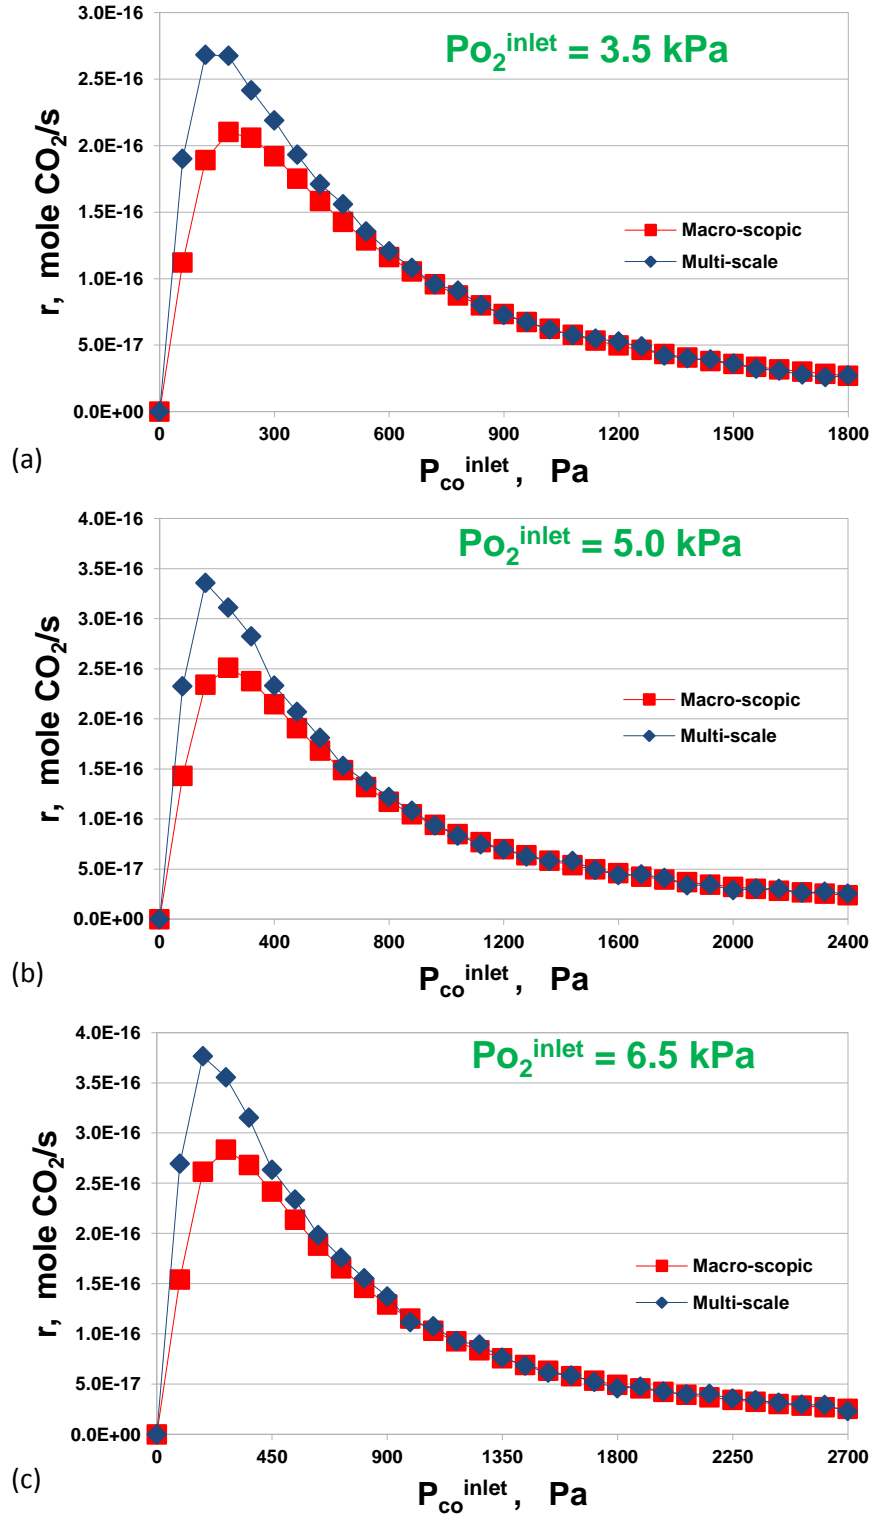 3.0E-16
Po₂ⁱⁿˡᵉᵗ = 3.5 kPa
2.5E-16
2.0E-16
r, mole CO₂/s
1.5E-16
Macro-scopic
Multi-scale
1.0E-16
5.0E-17
0.0E+00
0 300 600 900 1200 1500 1800
(a)
P_co^inlet , Pa
4.0E-16
Po₂ⁱⁿˡᵉᵗ = 5.0 kPa
3.5E-16
3.0E-16
2.5E-16
r, mole CO₂/s
2.0E-16
Macro-scopic
Multi-scale
1.5E-16
1.0E-16
5.0E-17
0.0E+00
0 400 800 1200 1600 2000 2400
(b)
P_co^inlet , Pa
4.0E-16
Po₂ⁱⁿˡᵉᵗ = 6.5 kPa
3.5E-16
3.0E-16
2.5E-16
r, mole CO₂/s
2.0E-16
Macro-scopic
1.5E-16
Multi-scale
1.0E-16
5.0E-17
0.0E+00
0 450 900 1350 1800 2250 2700
(c)
P_co^inlet , Pa